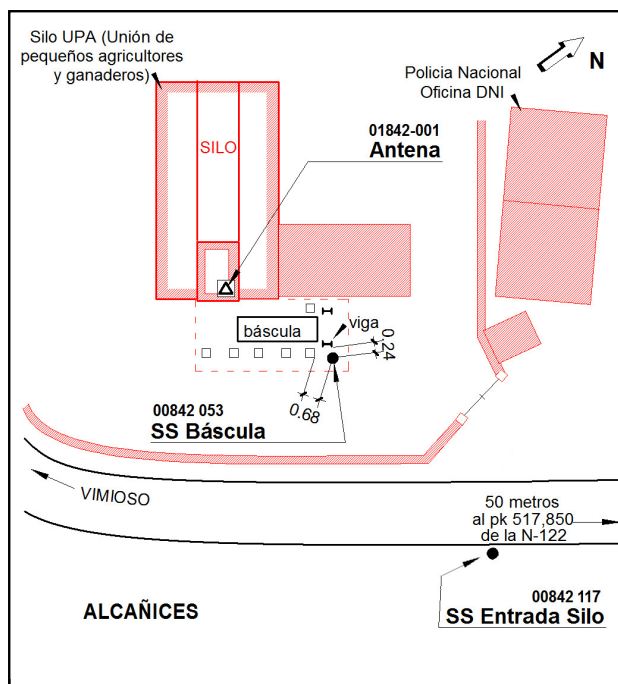 Silo UPA (Unión de
pequeños agricultores
y ganaderos)
N
Policia Nacional
Oficina DNI
01842-001
Antena
SILO
báscula
viga
0.24
0.68
00842 053
SS Báscula
VIMIOSO
50 metros
al pk 517,850
de la N-122
ALCAÑICES
00842 117
SS Entrada Silo